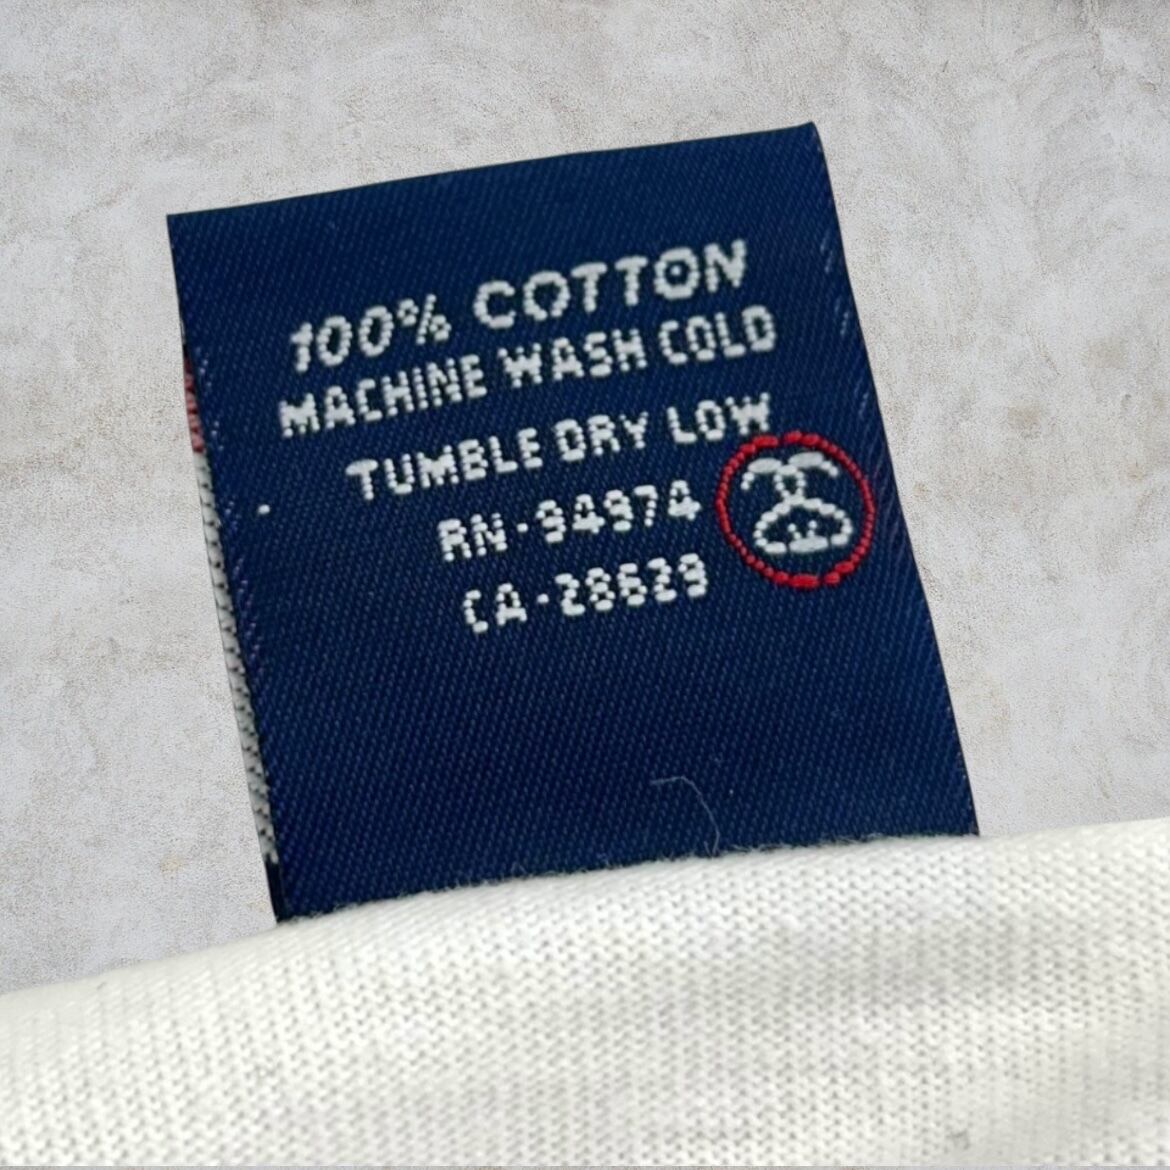 100% COTTON
MACHINE WASH COLD
TUMBLE DRY LOW
RN-94974
CA-28629